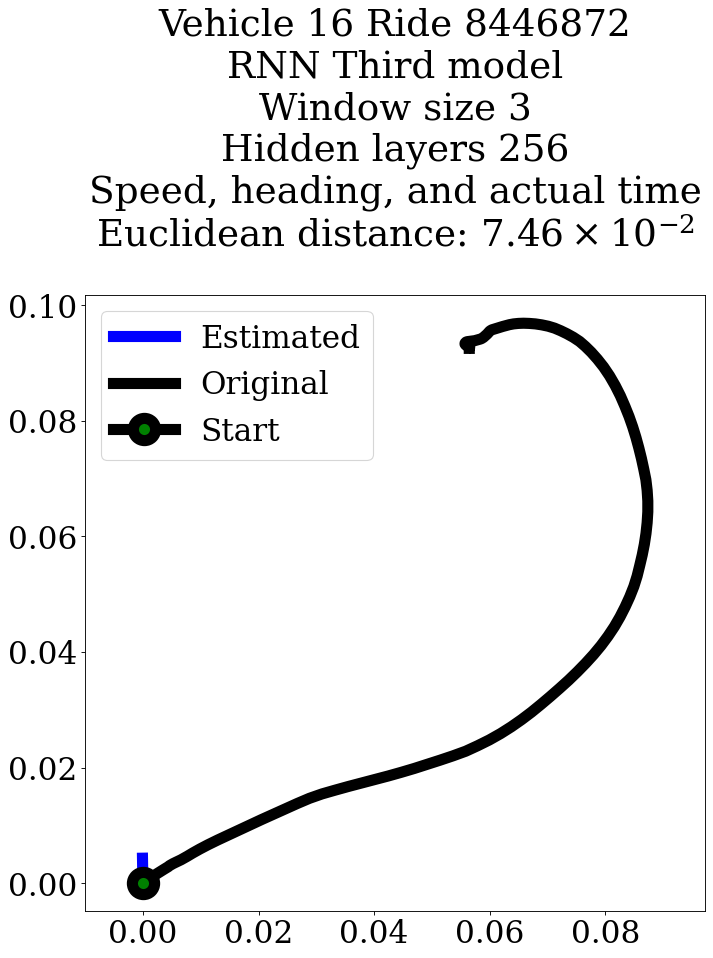 Vehicle 16 Ride 8446872
RNN Third model
Window size 3
Hidden layers 256
Speed, heading, and actual time
Euclidean distance: 7.46 × 10⁻²
0.10
Estimated
Original
0.08
Start
0.06
0.04
0.02
0.00
0.00 0.02 0.04 0.06 0.08